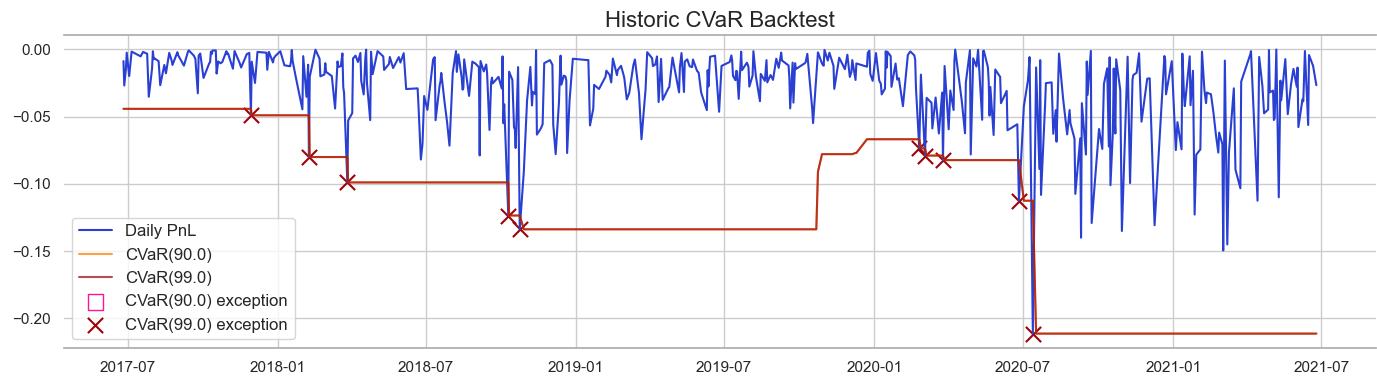 Historic CVaR Backtest
0.00
−0.05
−0.10
−0.15
−0.20
Daily PnL
CVaR(90.0)
CVaR(99.0)
CVaR(90.0) exception
CVaR(99.0) exception
2017-07
2018-01
2018-07
2019-01
2019-07
2020-01
2020-07
2021-01
2021-07